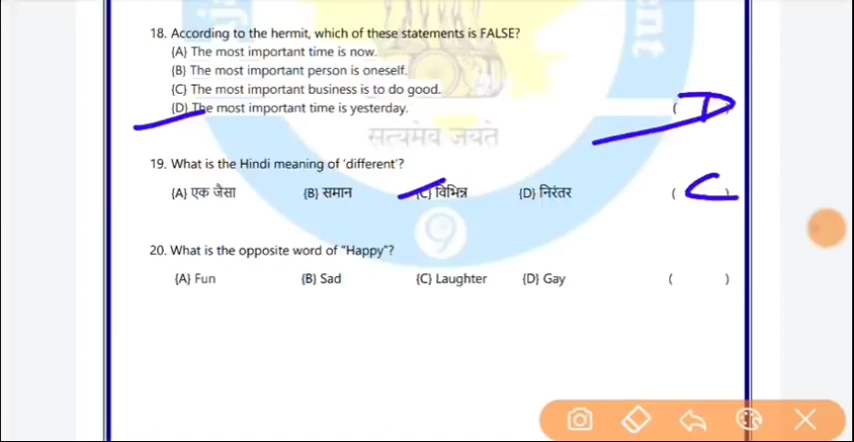 18. According to the hermit, which of these statements is FALSE?
(A) The most important time is now.
(B) The most important person is oneself.
(C) The most important business is to do good.
(D) The most important time is yesterday. ( D )
सत्यमेव जयते
19. What is the Hindi meaning of 'different'?
(A) एक जैसा (B) समान (C) विभिन्न (D) निरंतर ( C )
9
20. What is the opposite word of "Happy"?
(A) Fun (B) Sad (C) Laughter (D) Gay ( )